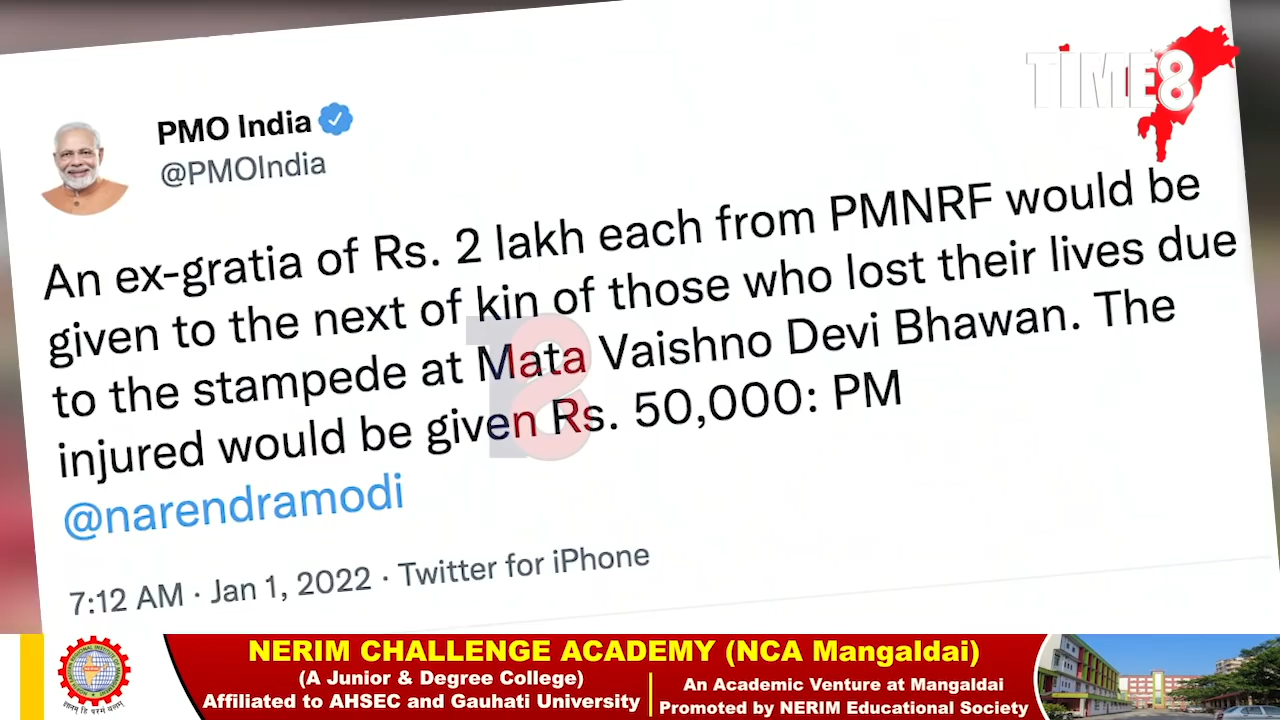 TIME8
PMO India
@PMOIndia
An ex-gratia of Rs. 2 lakh each from PMNRF would be
given to the next of kin of those who lost their lives due
to the stampede at Mata Vaishno Devi Bhawan. The
injured would be given Rs. 50,000: PM
@narendramodi
7:12 AM · Jan 1, 2022 · Twitter for iPhone
T8
NERIM CHALLENGE ACADEMY (NCA Mangaldai)
(A Junior & Degree College)
Affiliated to AHSEC and Gauhati University
An Academic Venture at Mangaldai
Promoted by NERIM Educational Society